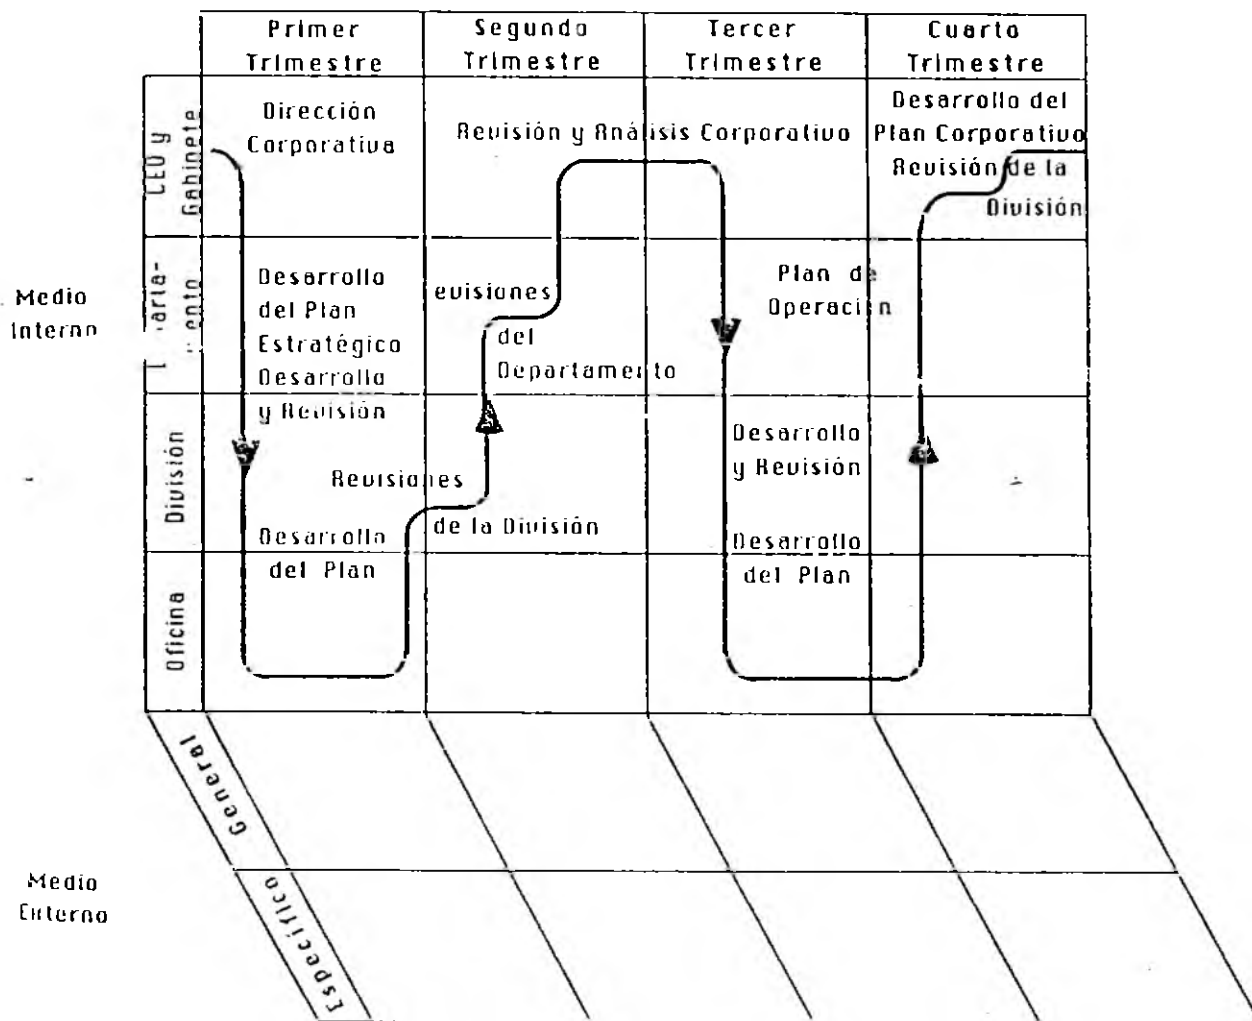 Primer
Trimestre
Segundo
Trimestre
Tercer
Trimestre
Cuarto
Trimestre
CEO y
Gabinete
Dirección
Corporativa
Revisión y Análisis Corporativo
Desarrollo del
Plan Corporativo
Revisión de la
División
Medio
Interno
Desarrollo
del Plan
Estratégico
Desarrollo
y Revisión
evisiones
del
Departamento
Plan de
Operación
División
Revisiones
de la División
Desarrollo
y Revisión
Oficina
Desarrollo
del Plan
Desarrollo
del Plan
General
Medio
Externo
Específico